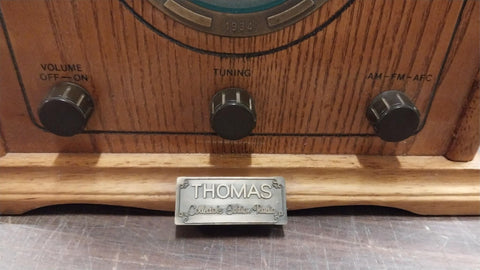 1934
VOLUME
OFF—ON
TUNING
AM-FM-AFC
THOMAS
Collector's Edition Radio